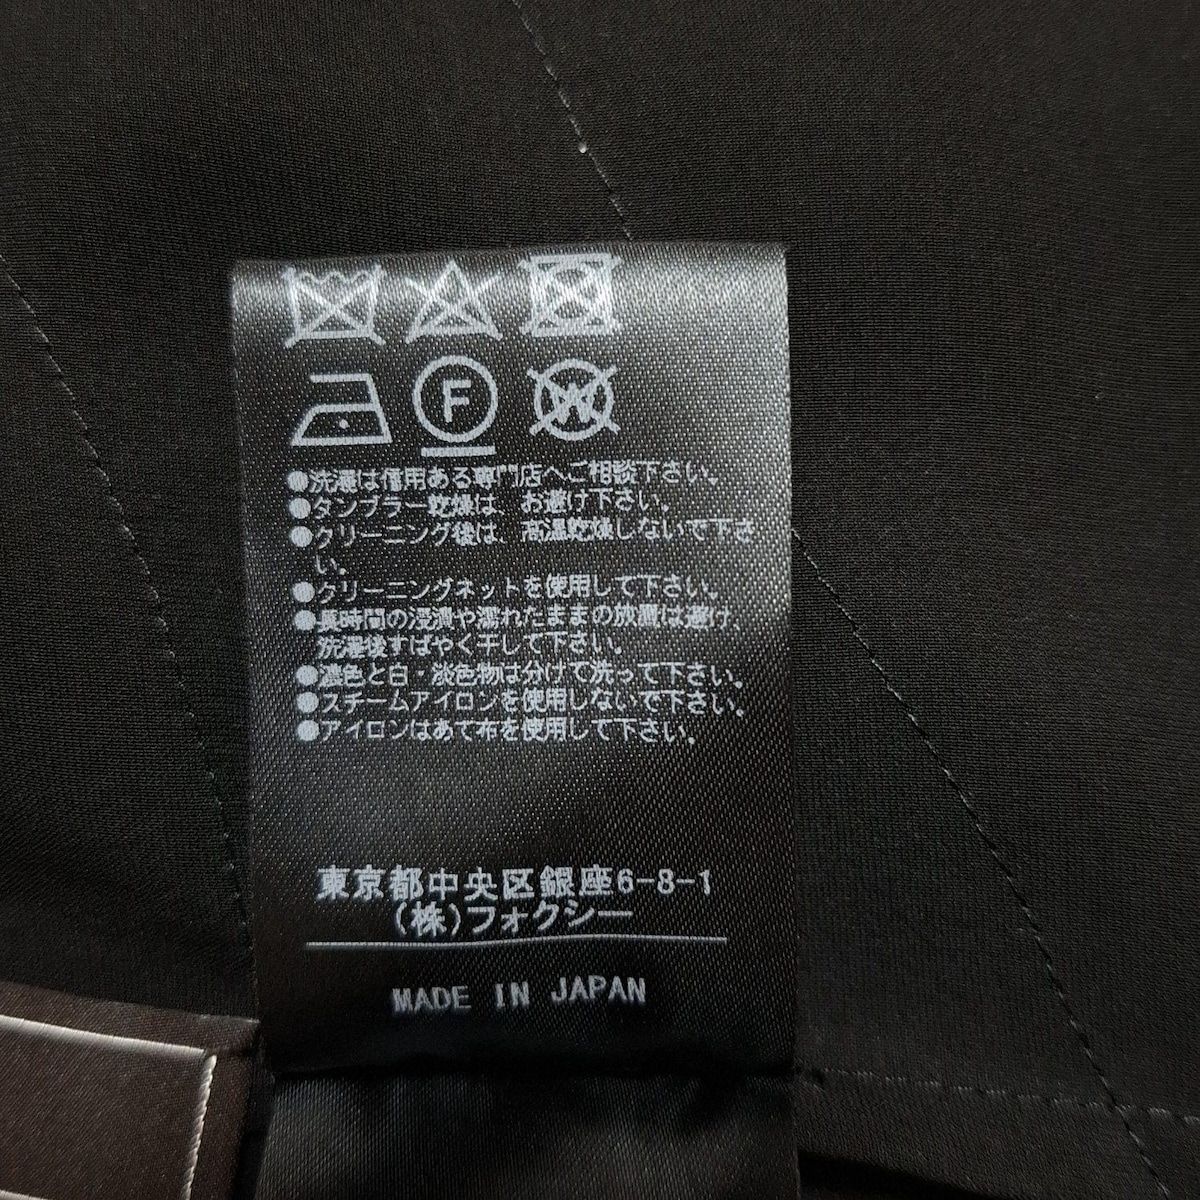 F
W
●洗濯は信用ある専門店へご相談下さい。
●タンブラー乾燥は、お避け下さい。
●クリーニング後は、高温乾燥しないで下さ
い。
●クリーニングネットを使用して下さい。
●長時間の浸漬や濡れたままの放置は避け、
洗濯後すばやく干して下さい。
●濃色と白・淡色物は分けて洗って下さい。
●スチームアイロンを使用しないで下さい。
●アイロンはあて布を使用して下さい。
東京都中央区銀座6-8-1
(株)フォクシー
MADE IN JAPAN